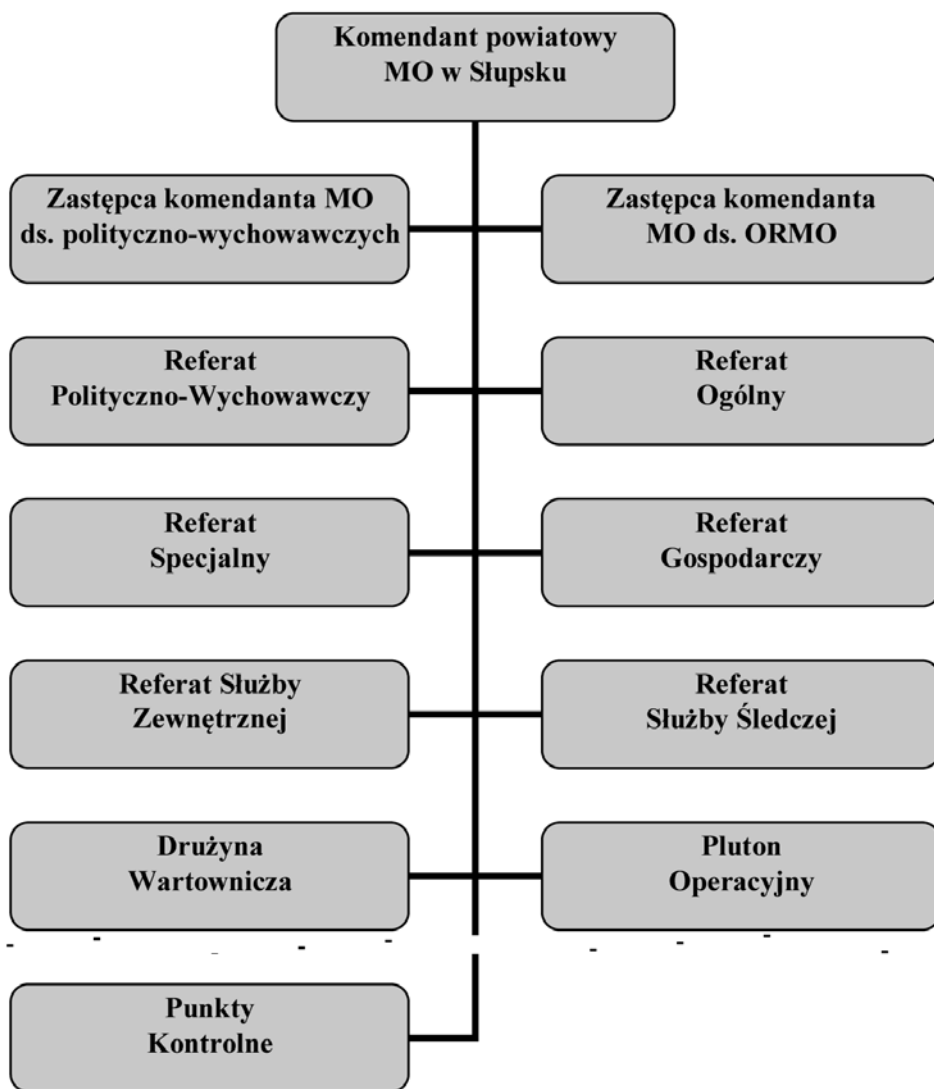 Komendant powiatowy
MO w Słupsku
Zastępca komendanta MO
ds. polityczno-wychowawczych
Zastępca komendanta
MO ds. ORMO
Referat
Polityczno-Wychowawczy
Referat
Ogólny
Referat
Specjalny
Referat
Gospodarczy
Referat Służby
Zewnętrznej
Referat
Służby Śledczej
Drużyna
Wartownicza
Pluton
Operacyjny
Punkty
Kontrolne